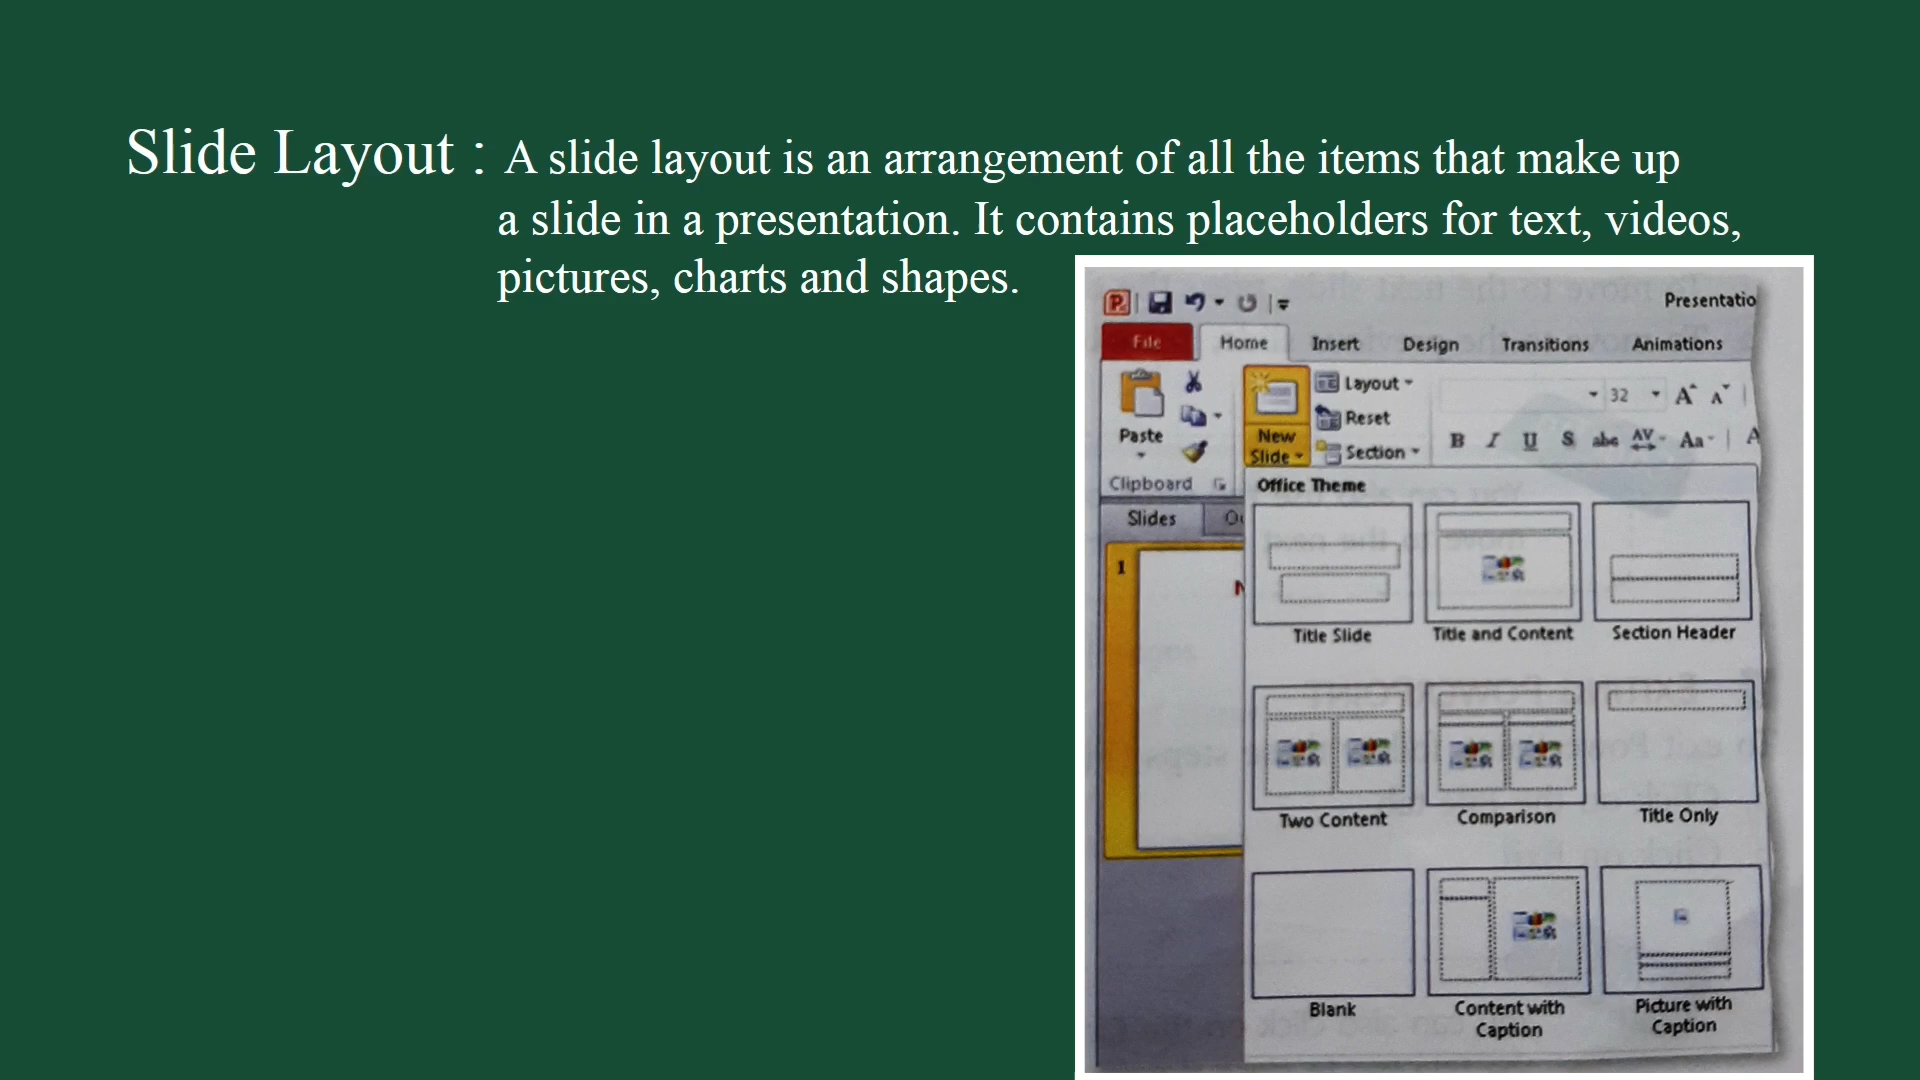 Slide Layout : A slide layout is an arrangement of all the items that make up
a slide in a presentation. It contains placeholders for text, videos,
pictures, charts and shapes.
Presentatio
File Home Insert Design Transitions Animations
Layout
32
Paste
New
Slide
Reset
Section
B I U S abc AV Aa A
Clipboard
Office Theme
Slides
1
Title Slide Title and Content Section Header
Two Content Comparison Title Only
Blank Content with
Caption Picture with
Caption